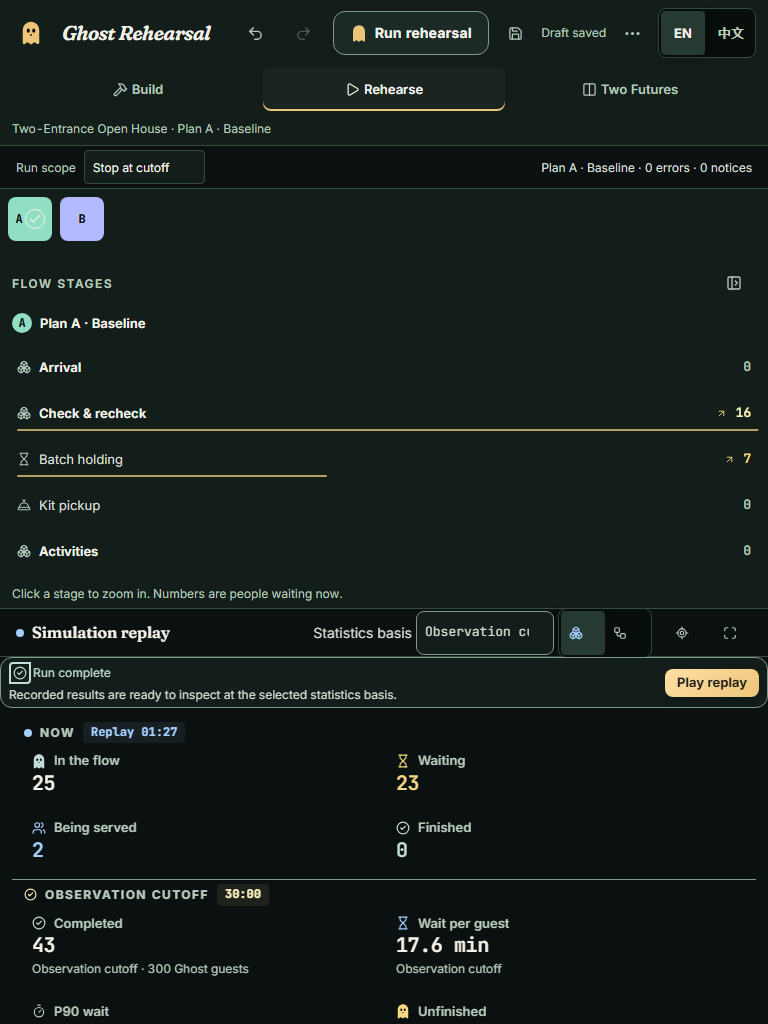 Ghost Rehearsal
Run rehearsal
Draft saved
EN
中文
Build
Rehearse
Two Futures
Two-Entrance Open House · Plan A · Baseline
Run scope
Stop at cutoff
Plan A · Baseline · 0 errors · 0 notices
A
B
FLOW STAGES
A Plan A · Baseline
Arrival 0
Check & recheck 16
Batch holding 7
Kit pickup 0
Activities 0
Click a stage to zoom in. Numbers are people waiting now.
Simulation replay
Statistics basis
Observation
Run complete
Recorded results are ready to inspect at the selected statistics basis.
Play replay
NOW Replay 01:27
In the flow
25
Waiting
23
Being served
2
Finished
0
OBSERVATION CUTOFF 30:00
Completed
43
Observation cutoff · 300 Ghost guests
Wait per guest
17.6 min
Observation cutoff
P90 wait
Unfinished